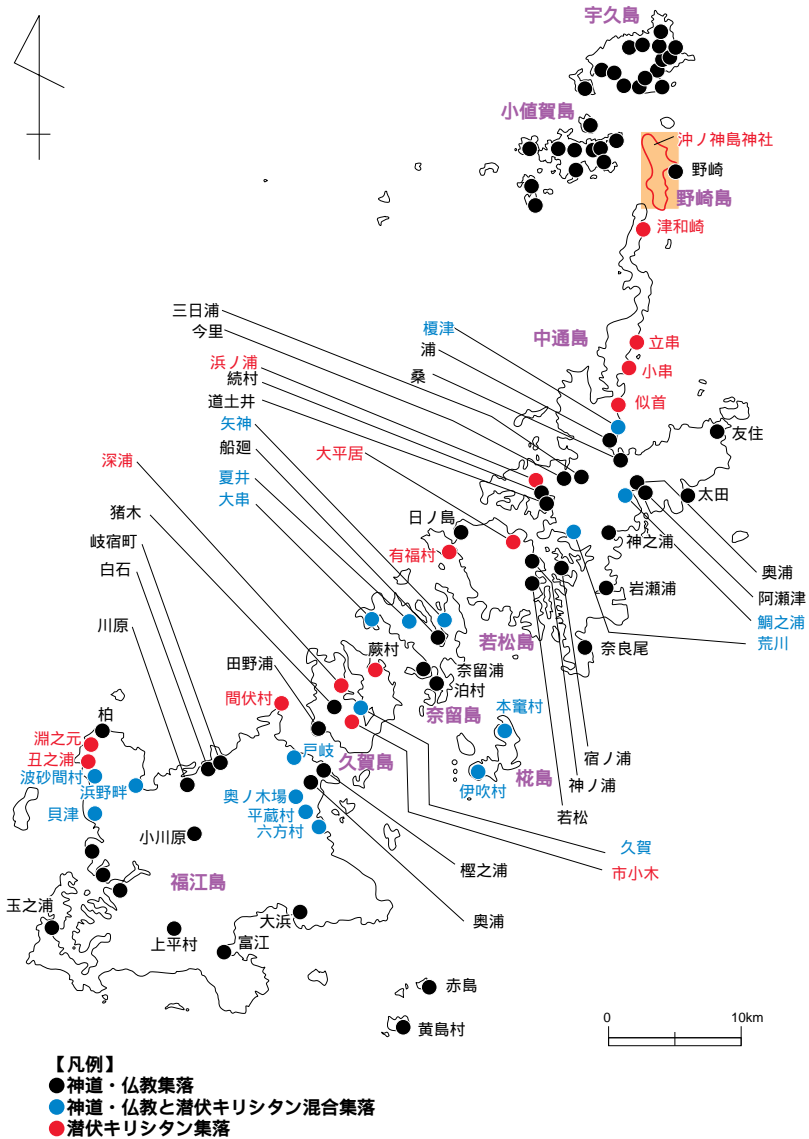 宇久島
小値賀島
沖ノ神島神社
野崎
野崎島
津和崎
三日浦
今里
榎津
中通島
浦
立串
浜ノ浦
続村
桑
小串
道土井
似首
矢神
友住
深浦
船廻
大平居
夏井
大串
太田
猪木
日ノ島
神之浦
岐宿町
有福村
奥浦
白石
岩瀬浦
阿瀬津
川原
若松島
鯛之浦
蕨村
奈良尾
荒川
田野浦
奈留浦
泊村
間伏村
本竃村
柏
奈留島
淵之元
宿ノ浦
丑之浦
戸岐
久賀島
椛島
波砂間村
神ノ浦
浜野畔
奥ノ木場
伊吹村
貝津
平蔵村
若松
小川原
六方村
久賀
樫之浦
市小木
福江島
玉之浦
大浜
奥浦
上平村
富江
赤島
黄島村
0 10km
【凡例】
神道・仏教集落
神道・仏教と潜伏キリシタン混合集落
潜伏キリシタン集落